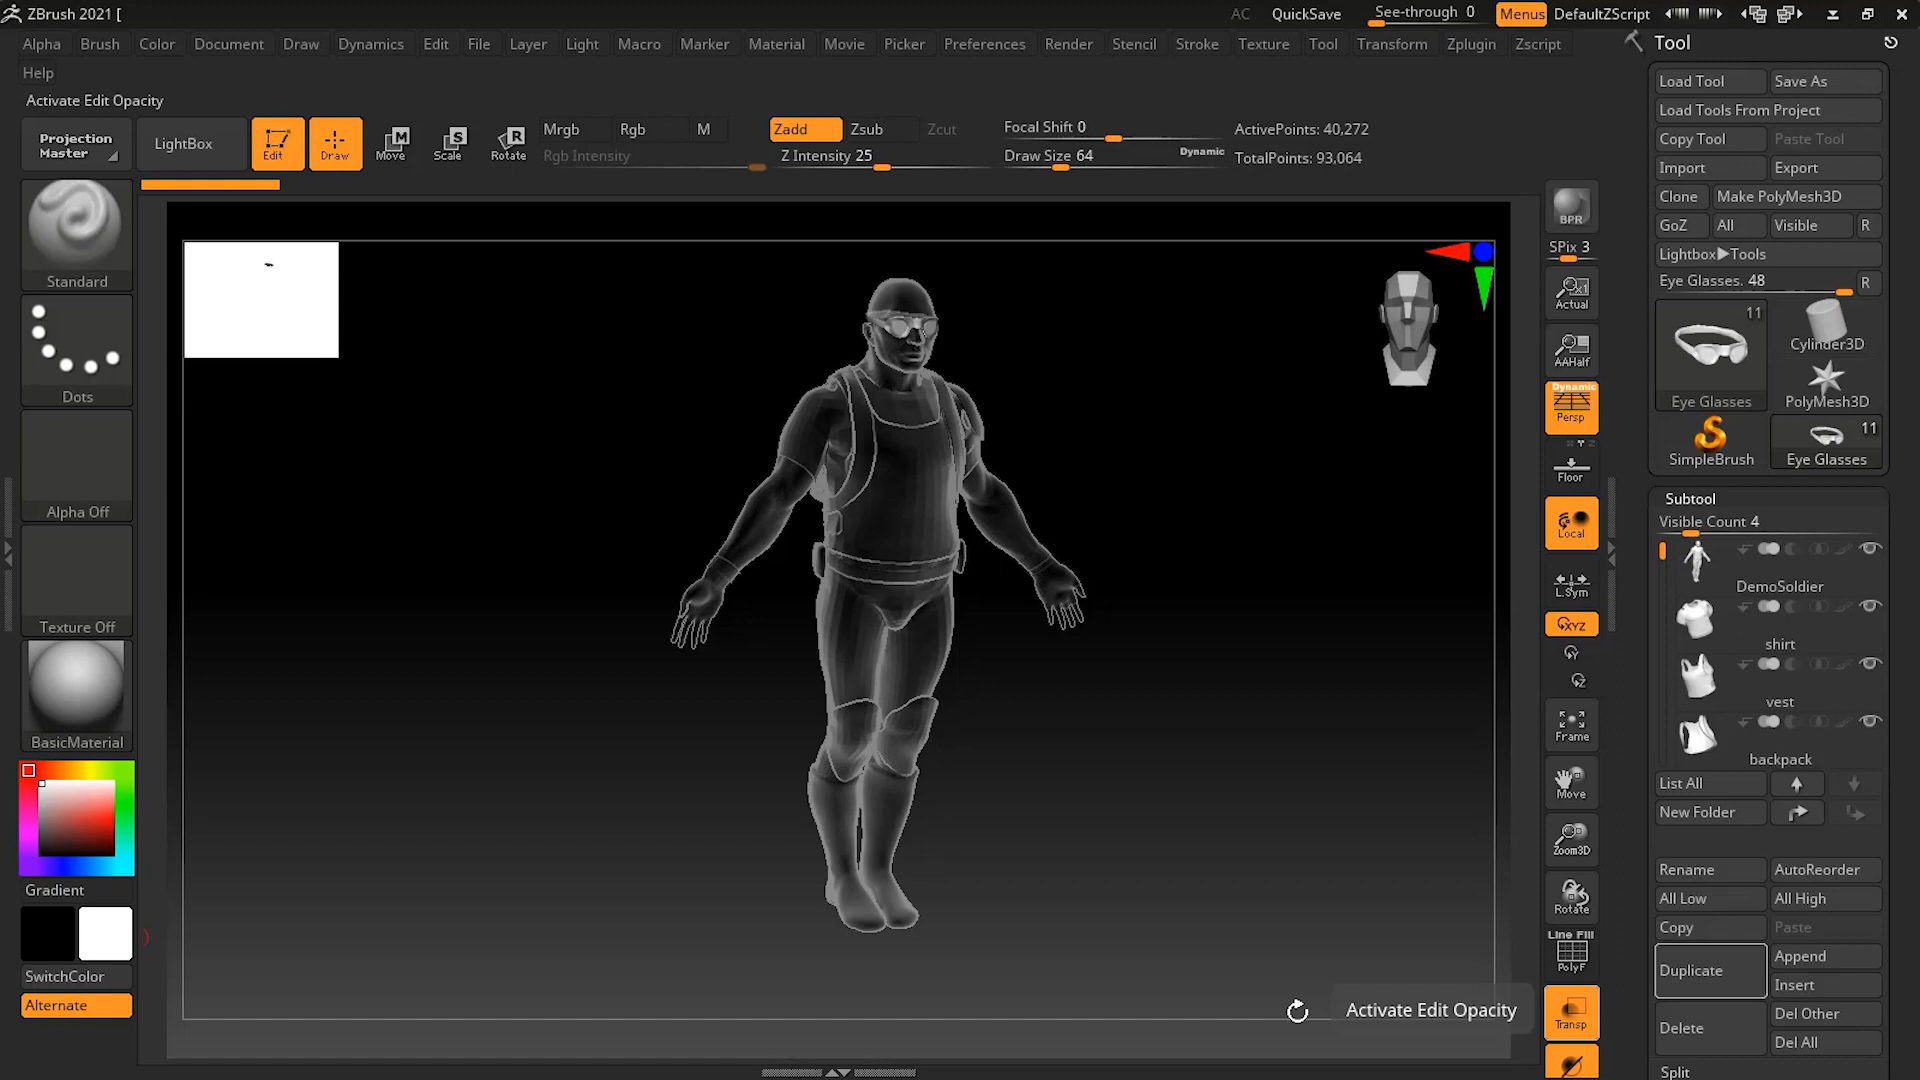 ZBrush 2021 [
AC QuickSave See-through 0 Menus DefaultZScript
Alpha Brush Color Document Draw Dynamics Edit File Layer Light Macro Marker Material Movie Picker Preferences Render Stencil Stroke Texture Tool Transform Zplugin Zscript
Help
Activate Edit Opacity
Projection Master
LightBox
Edit
Draw
Move
Scale
Rotate
Mrgb Rgb M
Rgb Intensity
Zadd Zsub Zcut
Z Intensity 25
Focal Shift 0
Draw Size 64 Dynamic
ActivePoints: 40,272
TotalPoints: 93,064
Standard
Dots
Alpha Off
Texture Off
BasicMaterial
Gradient
SwitchColor
Alternate
BPR
SPix 3
Actual
AAHalf
Dynamic
Persp
Floor
Local
L.Sym
XYZ
Y
Z
Frame
Move
Zoom3D
Rotate
Line Fill
PolyF
Transp
Activate Edit Opacity
Tool
Load Tool Save As
Load Tools From Project
Copy Tool Paste Tool
Import Export
Clone Make PolyMesh3D
GoZ All Visible R
Lightbox▶Tools
Eye Glasses. 48 R
11
Eye Glasses
Cylinder3D
PolyMesh3D
SimpleBrush
11
Eye Glasses
Subtool
Visible Count 4
DemoSoldier
shirt
vest
backpack
List All
New Folder
Rename AutoReorder
All Low All High
Copy Paste
Duplicate
Append
Insert
Delete
Del Other
Del All
Split